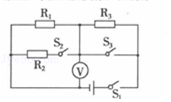 R₁ R₃
S₂ S₃
R₂
V
S₁